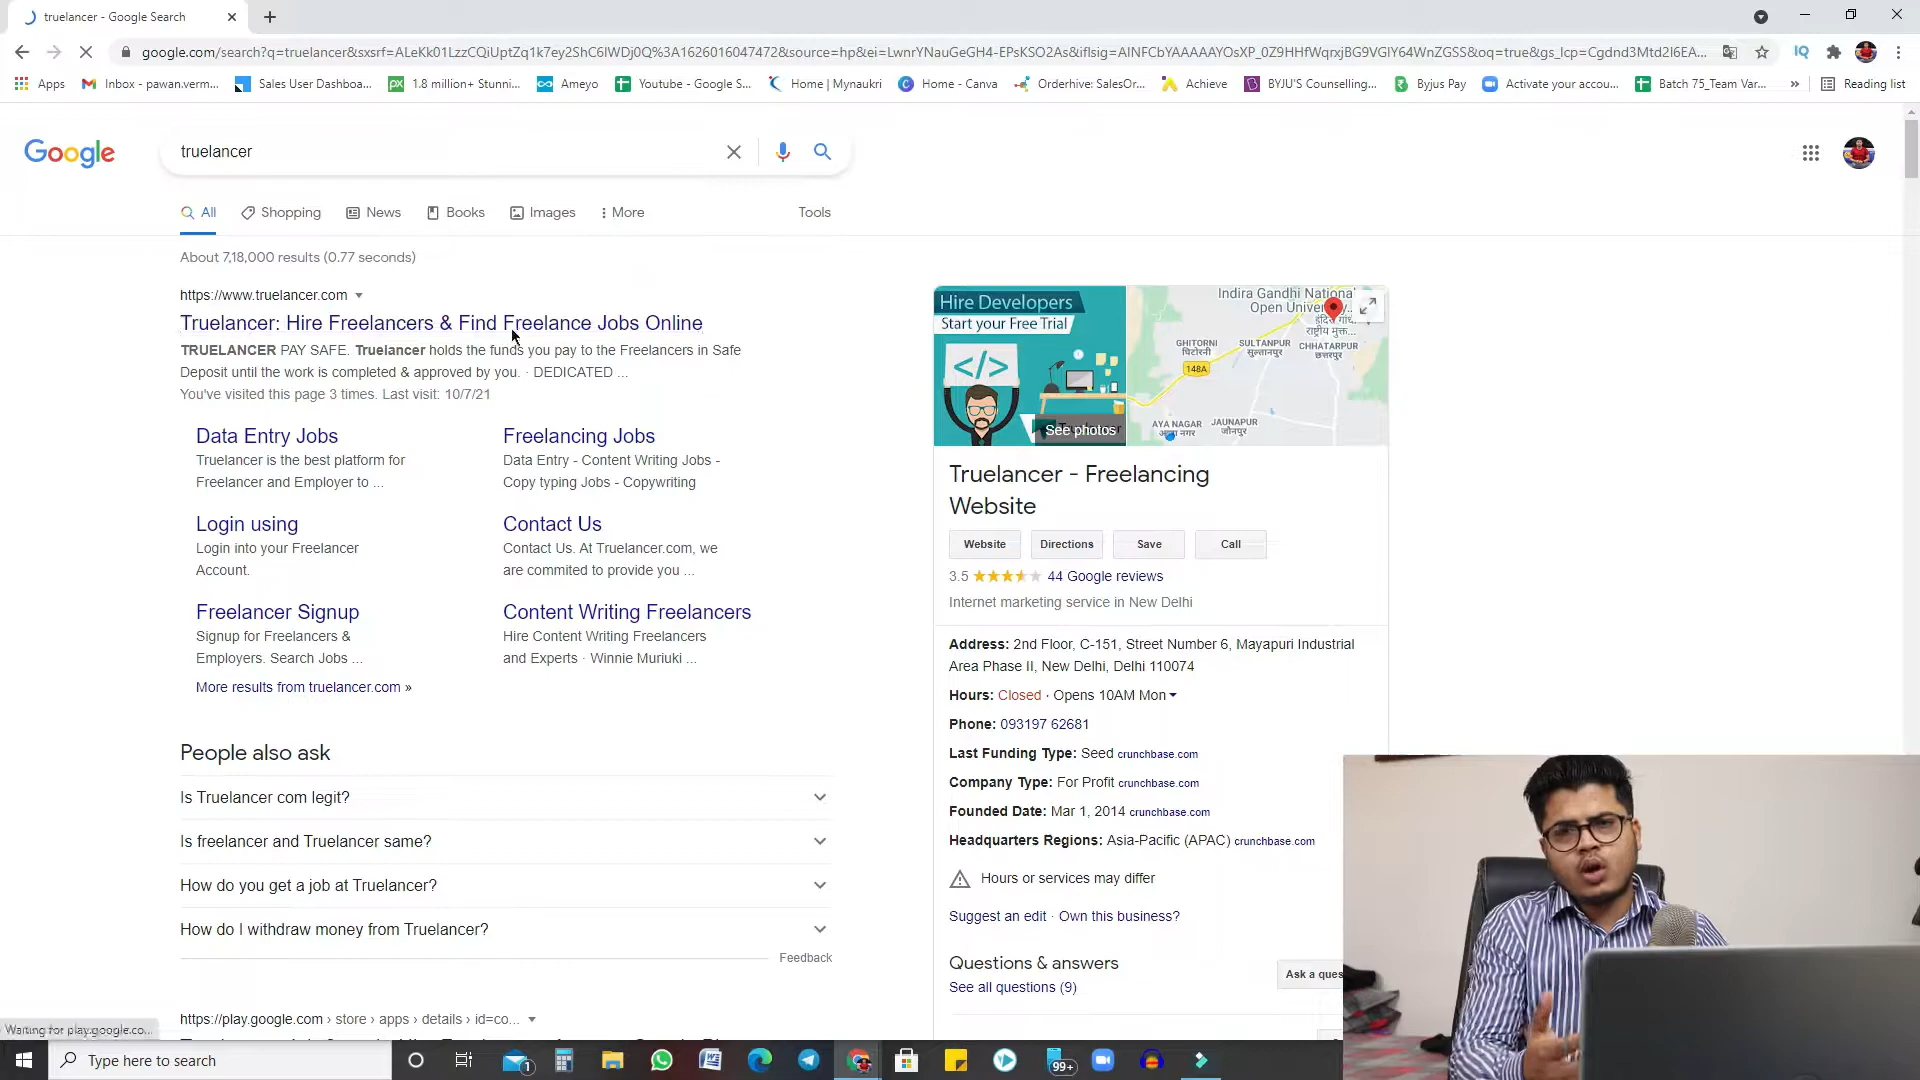 truelancer - Google Search
google.com/search?q=truelancer&sxsrf=ALeKk01LzzCQiUptZq1k7ey2ShC6IWDj0Q%3A1626016047472&source=hp&ei=LwnrYNauGeGH4-EPsKSO2As&iflsig=AINFCbYAAAAAYOsXP_0Z9HHfWqrxjBG9VGlY64WnZGSS&oq=true&gs_lcp=Cgdnd3Mtd2l6EA...
Apps
Inbox - pawan.verm...
Sales User Dashboa...
1.8 million+ Stunni...
Ameyo
Youtube - Google S...
Home | Mynaukri
Home - Canva
Orderhive: SalesOr...
Achieve
BYJU'S Counselling...
Byjus Pay
Activate your accou...
Batch 75_Team Var...
Reading list
Google
truelancer
All
Shopping
News
Books
Images
More
Tools
About 7,18,000 results (0.77 seconds)
https://www.truelancer.com
Truelancer: Hire Freelancers & Find Freelance Jobs Online
TRUELANCER PAY SAFE. Truelancer holds the funds you pay to the Freelancers in Safe
Deposit until the work is completed & approved by you. · DEDICATED ...
You've visited this page 3 times. Last visit: 10/7/21
Data Entry Jobs
Truelancer is the best platform for
Freelancer and Employer to ...
Freelancing Jobs
Data Entry - Content Writing Jobs -
Copy typing Jobs - Copywriting
Login using
Login into your Freelancer
Account.
Contact Us
Contact Us. At Truelancer.com, we
are commited to provide you ...
Freelancer Signup
Signup for Freelancers &
Employers. Search Jobs ...
Content Writing Freelancers
Hire Content Writing Freelancers
and Experts · Winnie Muriuki ...
More results from truelancer.com »
People also ask
Is Truelancer com legit?
Is freelancer and Truelancer same?
How do you get a job at Truelancer?
How do I withdraw money from Truelancer?
Feedback
https://play.google.com › store › apps › details › id=co...
Hire Developers
Start your Free Trial
</>
See photos
Indira Gandhi National
Open University
GHITORNI
घिटोरनी
SULTANPUR
सुल्तानपुर
CHHATARPUR
छत्तरपुर
148A
AYA NAGAR
आया नगर
JAUNAPUR
जौनपुर
Truelancer - Freelancing
Website
Website
Directions
Save
Call
3.5
44 Google reviews
Internet marketing service in New Delhi
Address: 2nd Floor, C-151, Street Number 6, Mayapuri Industrial
Area Phase II, New Delhi, Delhi 110074
Hours: Closed · Opens 10AM Mon
Phone: 093197 62681
Last Funding Type: Seed crunchbase.com
Company Type: For Profit crunchbase.com
Founded Date: Mar 1, 2014 crunchbase.com
Headquarters Regions: Asia-Pacific (APAC) crunchbase.com
Hours or services may differ
Suggest an edit · Own this business?
Questions & answers
See all questions (9)
Ask a ques
Waiting for play.google.co...
Type here to search
1
99+